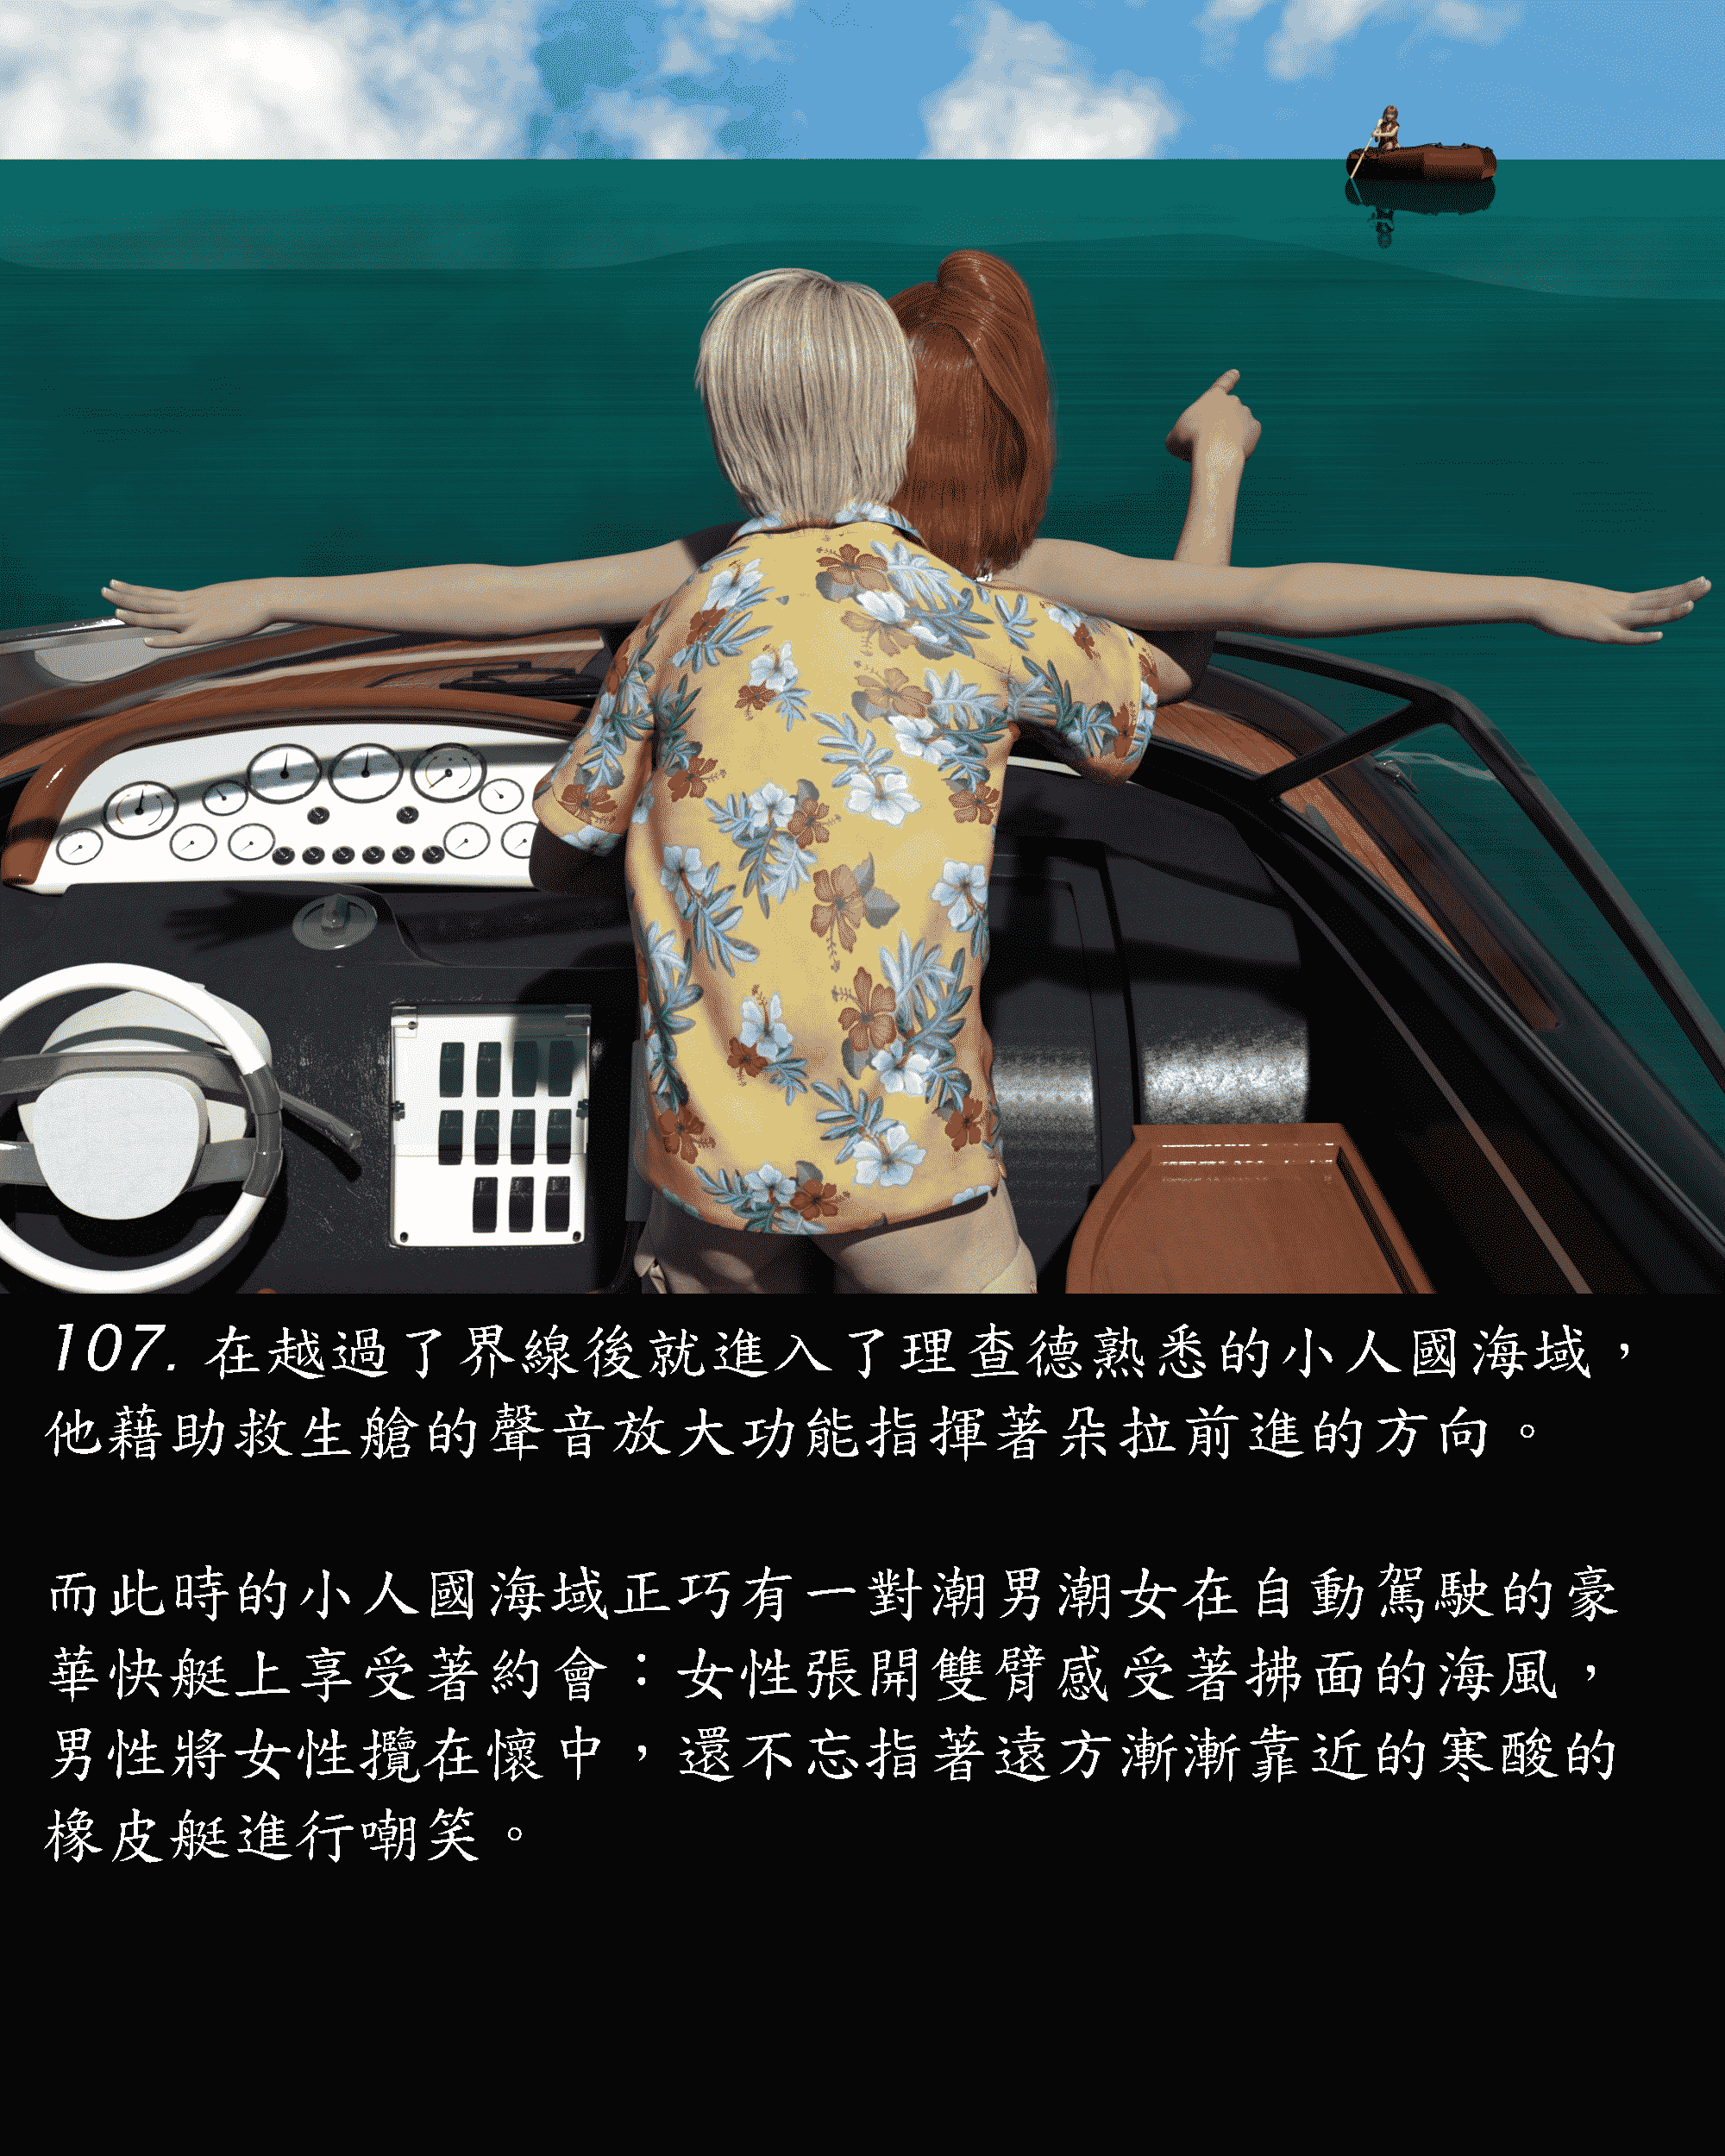 107. 在越過了界線後就進入了理查德熟悉的小人國海域，
他藉助救生艙的聲音放大功能指揮著朵拉前進的方向。
而此時的小人國海域正巧有一對潮男潮女在自動駕駛的豪
華快艇上享受著約會：女性張開雙臂感受著拂面的海風，
男性將女性攬在懷中，還不忘指著遠方漸漸靠近的寒酸的
橡皮艇進行嘲笑。